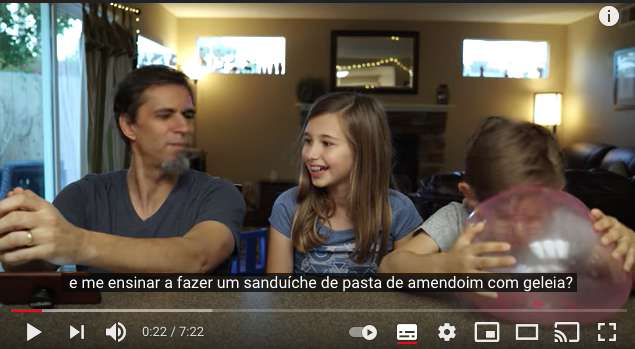 e me ensinar a fazer um sanduíche de pasta de amendoim com geleia?
0:22 / 7:22